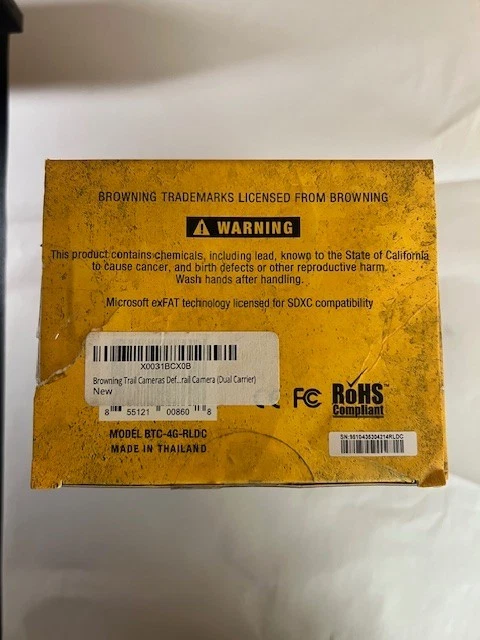 BROWNING TRADEMARKS LICENSED FROM BROWNING
WARNING
This product contains chemicals, including lead, known to the State of California
to cause cancer, and birth defects or other reproductive harm.
Wash hands after handling.
Microsoft exFAT technology licensed for SDXC compatibility
X0031BCX0B
Browning Trail Cameras Def...rail Camera (Dual Carrier)
New
8 55121 00860 8
FC
RoHS
Compliant
MODEL BTC-4G-RLDC
MADE IN THAILAND